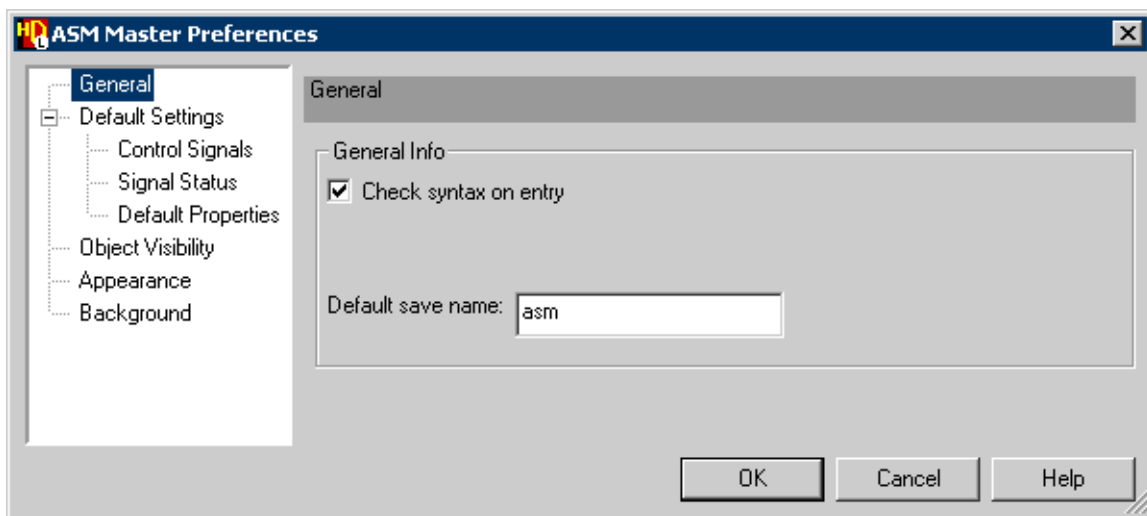 HDL ASM Master Preferences
General
Default Settings
Control Signals
Signal Status
Default Properties
Object Visibility
Appearance
Background
General
General Info
Check syntax on entry
Default save name: asm
OK Cancel Help